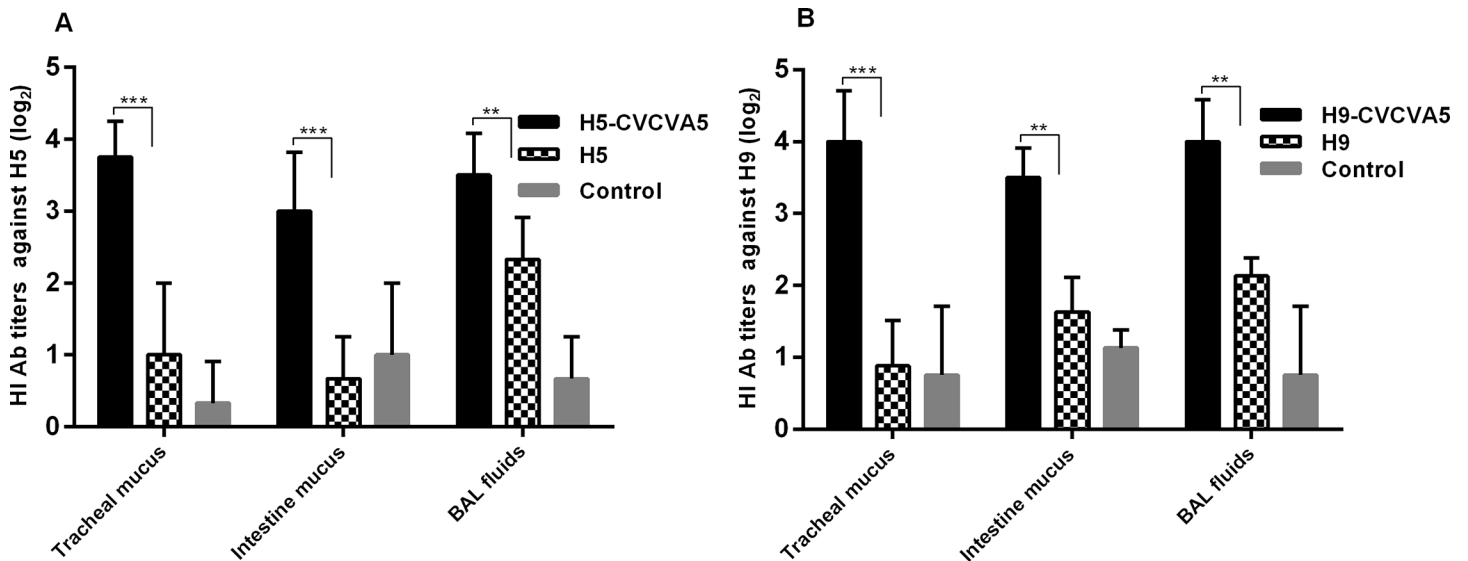 A
HI Ab titers against H5 (log2)
5
4
3
2
1
0
***
***
**
H5-CVCVA5
H5
Control
Tracheal mucus
Intestine mucus
BAL fluids
B
HI Ab titers against H9 (log2)
5
4
3
2
1
0
***
**
**
H9-CVCVA5
H9
Control
Tracheal mucus
Intestine mucus
BAL fluids